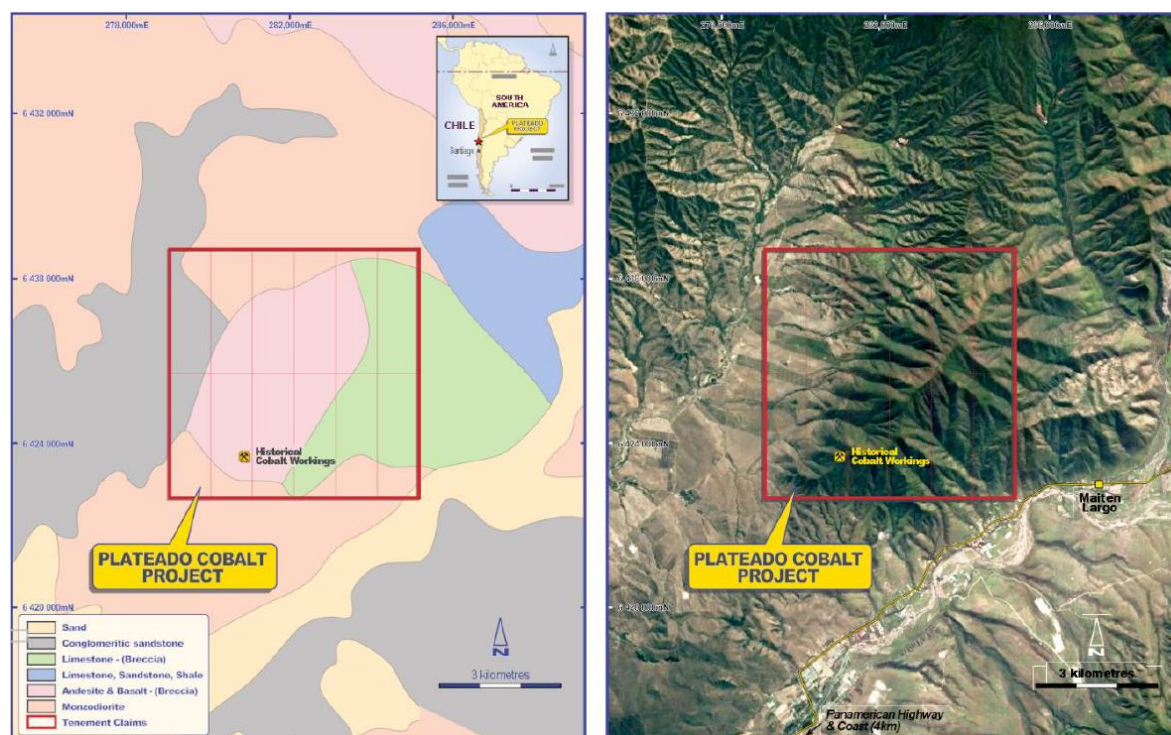 278,000mE
282,000mE
286,000mE
6 432 000mN
6 424 000mN
6 420 000mN
SOUTH
AMERICA
CHILE
PLATEADO
PROJECT
Santiago
N
Historical
Cobalt Workings
PLATEADO COBALT
PROJECT
Sand
Conglomeritic sandstone
Limestone - (Breccia)
Limestone, Sandstone, Shale
Andesite & Basalt - (Breccia)
Monzodiorite
Tenement Claims
N
3 kilometres
Historical
Cobalt Workings
PLATEADO COBALT
PROJECT
Maiten
Largo
N
3 kilometres
Panamerican Highway
& Coast (4km)